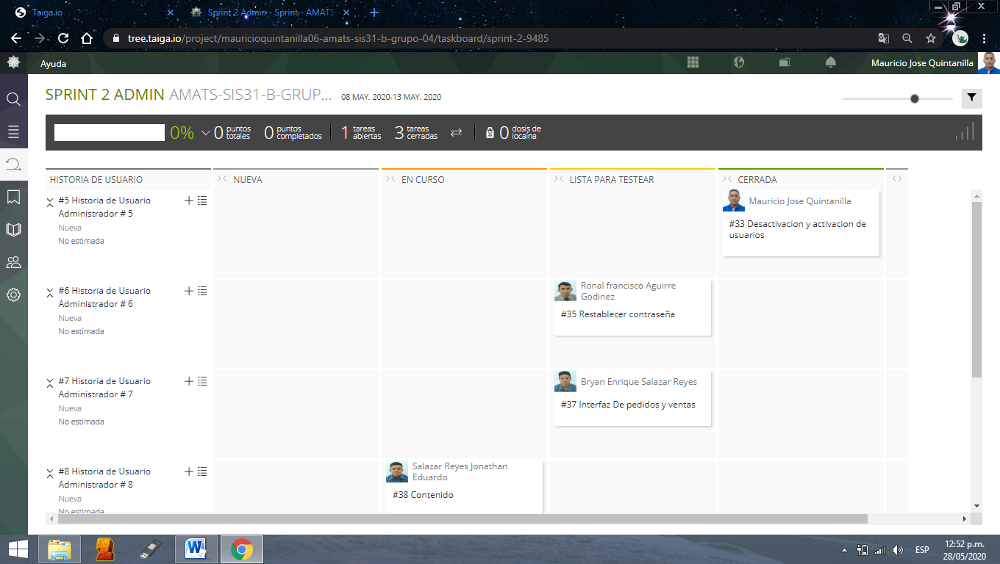 Taiga.io
Sprint 2 Admin - Sprint - AMATS
tree.taiga.io/project/mauricioquintanilla06-amats-sis31-b-grupo-04/taskboard/sprint-2-9485
Ayuda
Mauricio Jose Quintanilla
SPRINT 2 ADMIN AMATS-SIS31-B-GRUP... 08 MAY. 2020-13 MAY. 2020
0% 0 puntos totales 0 puntos completados 1 tareas abiertas 3 tareas cerradas 0 dosis de iocaína
HISTORIA DE USUARIO
NUEVA
EN CURSO
LISTA PARA TESTEAR
CERRADA
#5 Historia de Usuario
Administrador # 5
Nueva
No estimada
Mauricio Jose Quintanilla
#33 Desactivacion y activacion de
usuarios
#6 Historia de Usuario
Administrador # 6
Nueva
No estimada
Ronal francisco Aguirre
Godinez
#35 Restablecer contraseña
#7 Historia de Usuario
Administrador # 7
Nueva
No estimada
Bryan Enrique Salazar Reyes
#37 Interfaz De pedidos y ventas
#8 Historia de Usuario
Administrador # 8
Nueva
No estimada
Salazar Reyes Jonathan
Eduardo
#38 Contenido
ESP
12:52 p.m.
28/05/2020